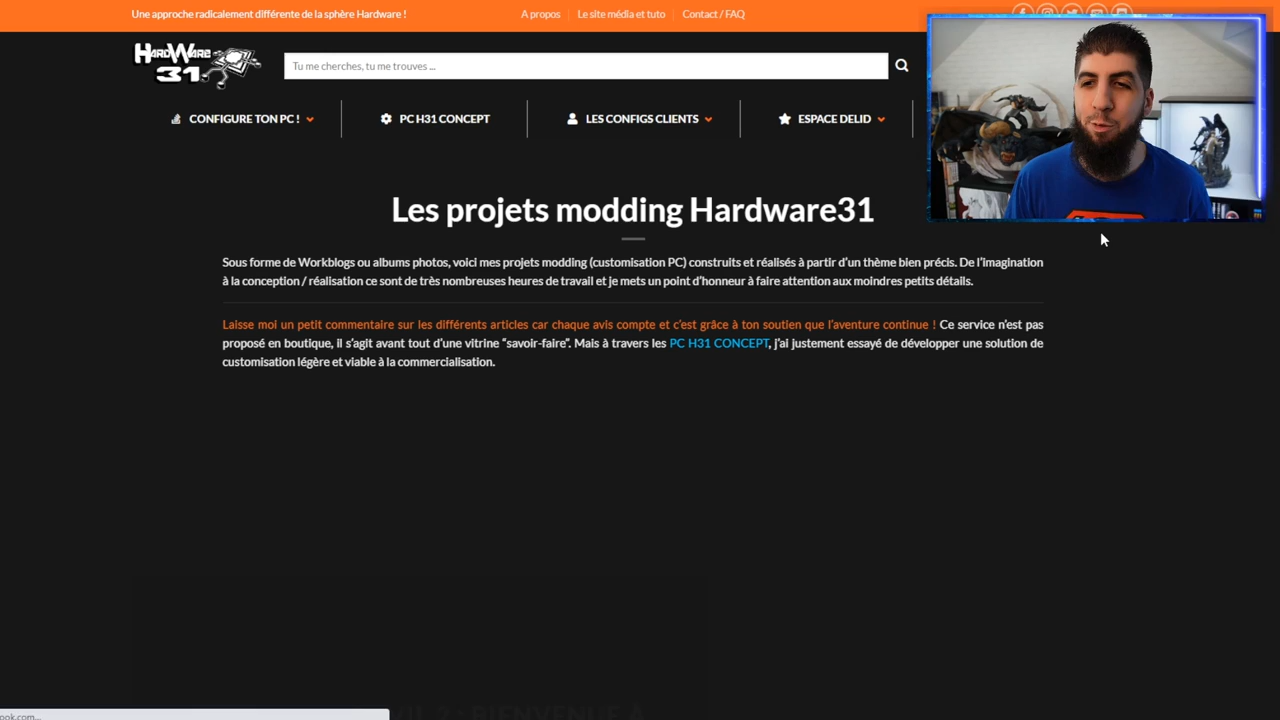 Une approche radicalement différente de la sphère Hardware !
A propos
Le site média et tuto
Contact / FAQ
HARDWARE
31
Tu me cherches, tu me trouves ...
CONFIGURE TON PC !
PC H31 CONCEPT
LES CONFIGS CLIENTS
ESPACE DELID
Les projets modding Hardware31
Sous forme de Workblogs ou albums photos, voici mes projets modding (customisation PC) construits et réalisés à partir d'un thème bien précis. De l'imagination
à la conception / réalisation ce sont de très nombreuses heures de travail et je mets un point d'honneur à faire attention aux moindres petits détails.
Laisse moi un petit commentaire sur les différents articles car chaque avis compte et c'est grâce à ton soutien que l'aventure continue ! Ce service n'est pas
proposé en boutique, il s'agit avant tout d'une vitrine “savoir-faire”. Mais à travers les PC H31 CONCEPT, j'ai justement essayé de développer une solution de
customisation légère et viable à la commercialisation.
: BIENVENUE À
ook.com...